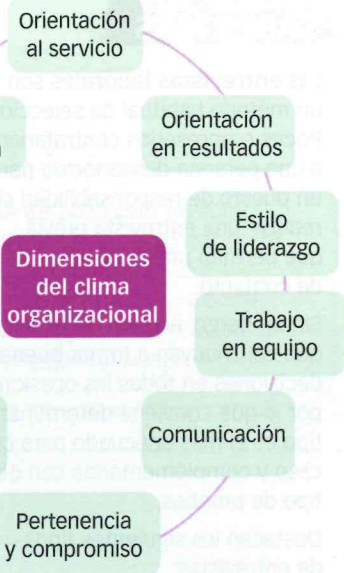 Orientación
al servicio
Orientación
en resultados
Estilo
de liderazgo
Dimensiones
del clima
organizacional
Trabajo
en equipo
Comunicación
Pertenencia
y compromiso